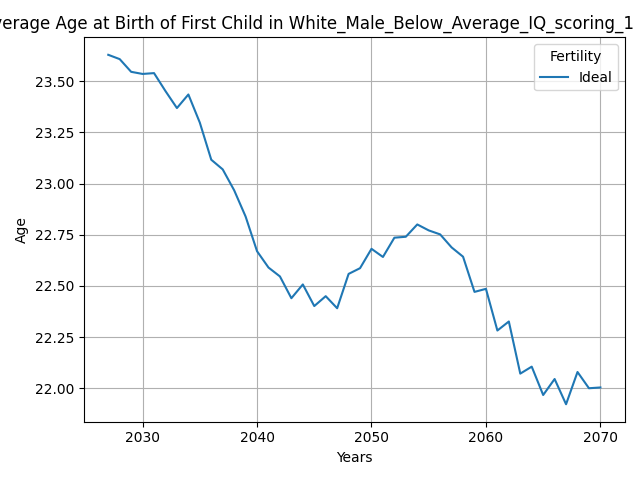 verage Age at Birth of First Child in White_Male_Below_Average_IQ_scoring_1
Fertility
Ideal
Age
23.50
23.25
23.00
22.75
22.50
22.25
22.00
2030 2040 2050 2060 2070
Years